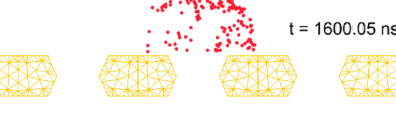 t = 1600.05 ns